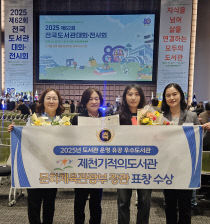 2025 제62회
전국도서관
대회·전시회
2025 제62회
전국도서관대회·전시회
지식을
넘어
삶을
연결하는
모두의
도서관
2025년 도서관 운영 유공 우수도서관
제천기적의도서관
문화체육관광부 장관 표창 수상